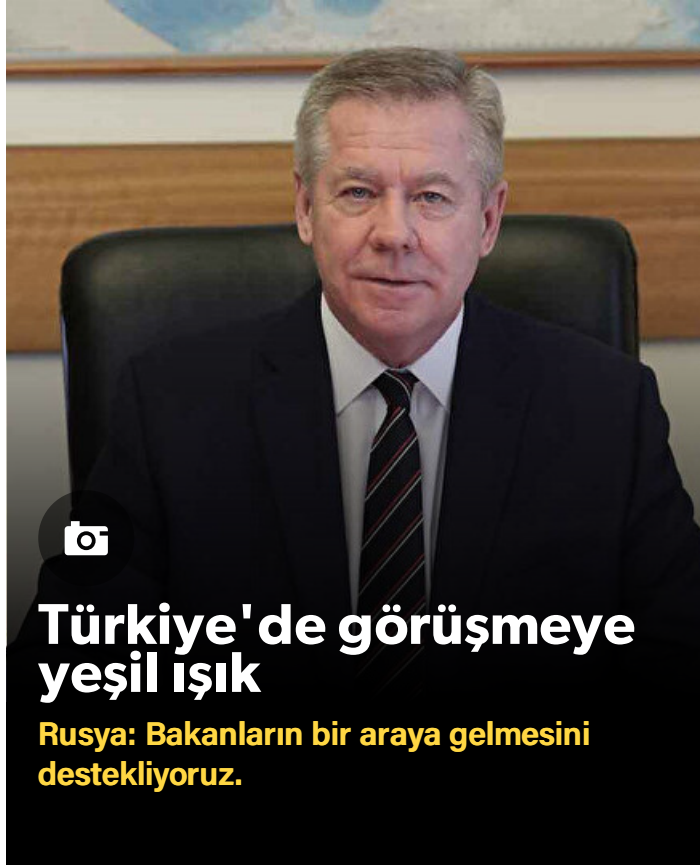 Türkiye'de görüşmeye
yeşil ışık
Rusya: Bakanların bir araya gelmesini
destekliyoruz.